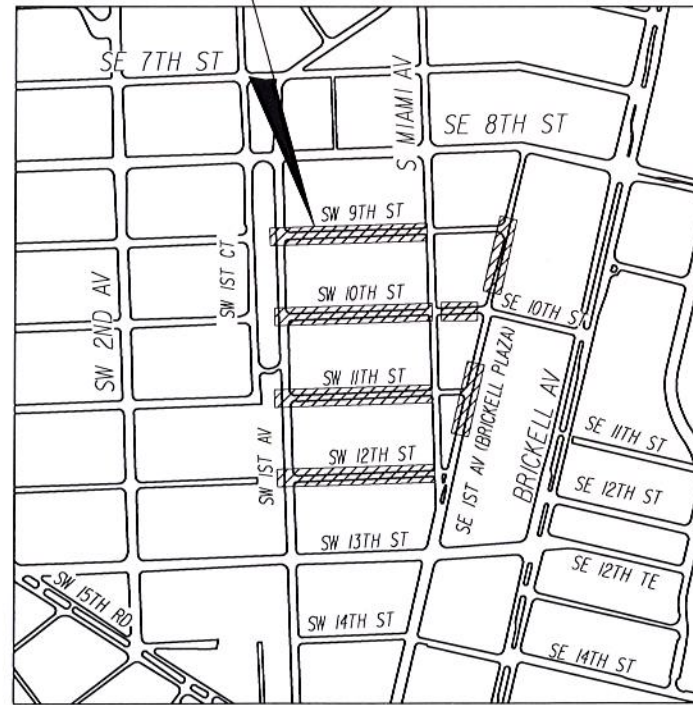 SE 7TH ST
S MIAMI AV
SE 8TH ST
SW 9TH ST
SW 1ST CT
SW 2ND AV
SW 10TH ST
SE 10TH ST
SW 11TH ST
SE 1ST AV (BRICKELL PLAZA)
BRICKELL AV
SE 11TH ST
SW 1ST AV
SW 12TH ST
SE 12TH ST
SW 13TH ST
SE 12TH TE
SW 15TH RD
SW 14TH ST
SE 14TH ST